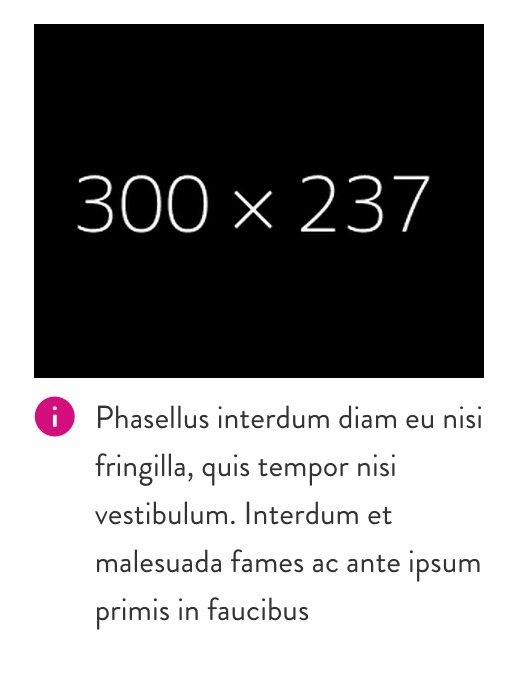 300 × 237
i
Phasellus interdum diam eu nisi
fringilla, quis tempor nisi
vestibulum. Interdum et
malesuada fames ac ante ipsum
primis in faucibus